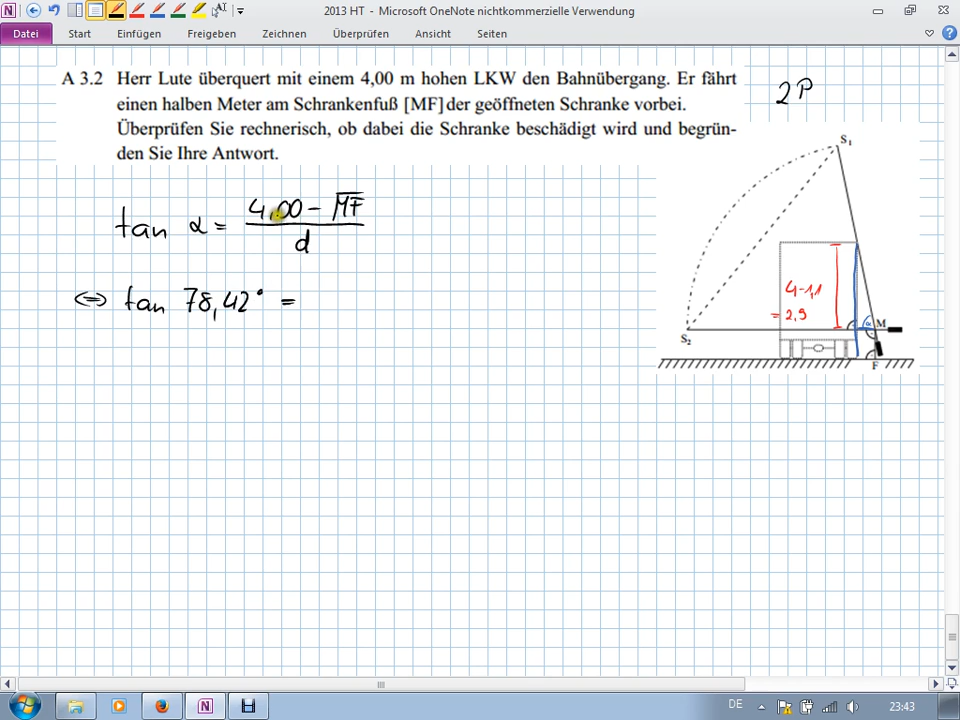 2013 HT - Microsoft OneNote nichtkommerzielle Verwendung
Datei Start Einfügen Freigeben Zeichnen Überprüfen Ansicht Seiten
A 3.2 Herr Lute überquert mit einem 4,00 m hohen LKW den Bahnübergang. Er fährt
einen halben Meter am Schrankenfuß [MF] der geöffneten Schranke vorbei.
Überprüfen Sie rechnerisch, ob dabei die Schranke beschädigt wird und begrün-
den Sie Ihre Antwort.
2P
S1
tan α = 4,00 - MF
d
⇔ tan 78,42° =
4-1,1
= 2,9
α M
S2
F
DE 23:43